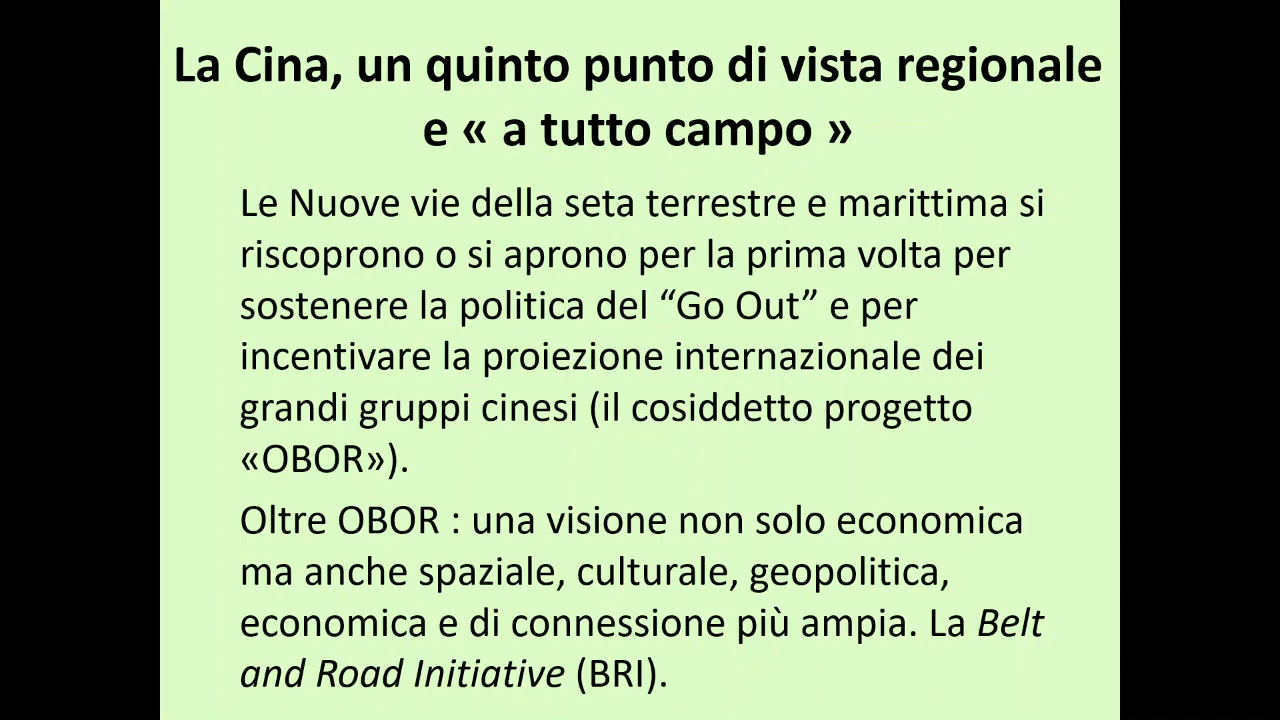 La Cina, un quinto punto di vista regionale
e « a tutto campo »
Le Nuove vie della seta terrestre e marittima si
riscoprono o si aprono per la prima volta per
sostenere la politica del “Go Out” e per
incentivare la proiezione internazionale dei
grandi gruppi cinesi (il cosiddetto progetto
«OBOR»).
Oltre OBOR : una visione non solo economica
ma anche spaziale, culturale, geopolitica,
economica e di connessione più ampia. La Belt
and Road Initiative (BRI).